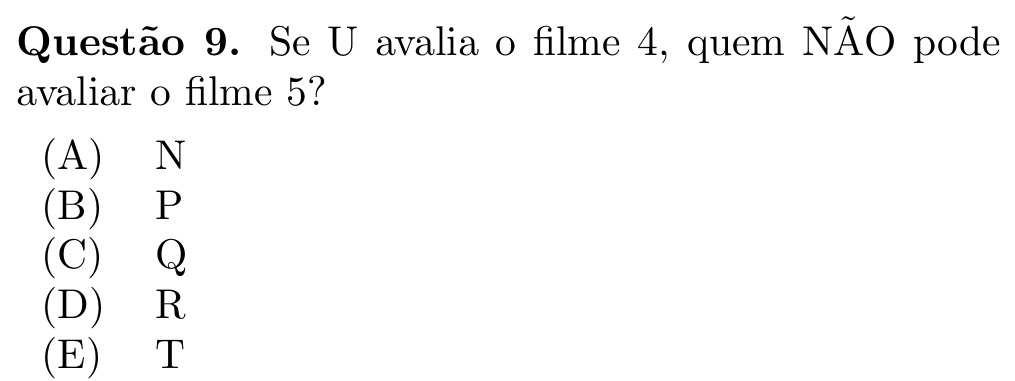 Questão 9. Se U avalia o filme 4, quem NÃO pode
avaliar o filme 5?
(A) N
(B) P
(C) Q
(D) R
(E) T